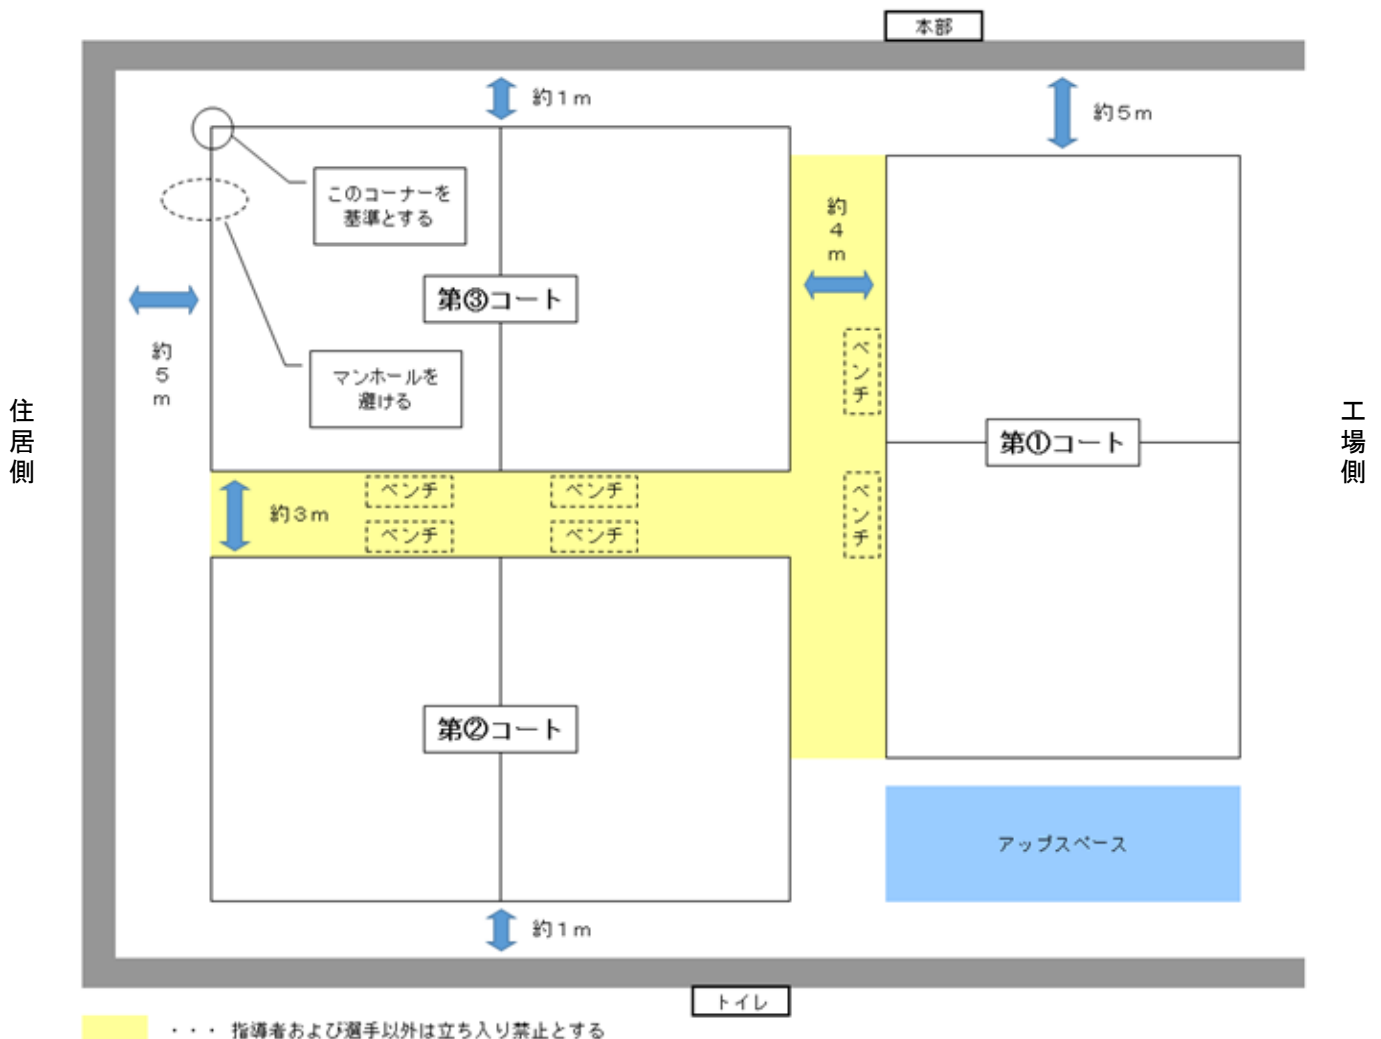 本部
約1m
約5m
このコーナーを
基準とする
約4m
第③コート
ベンチ
約5m
マンホールを
避ける
住居側
工場側
第①コート
ベンチ
ベンチ
ベンチ
約3m
ベンチ
ベンチ
第②コート
アップスペース
約1m
トイレ
・・・ 指導者および選手以外は立ち入り禁止とする